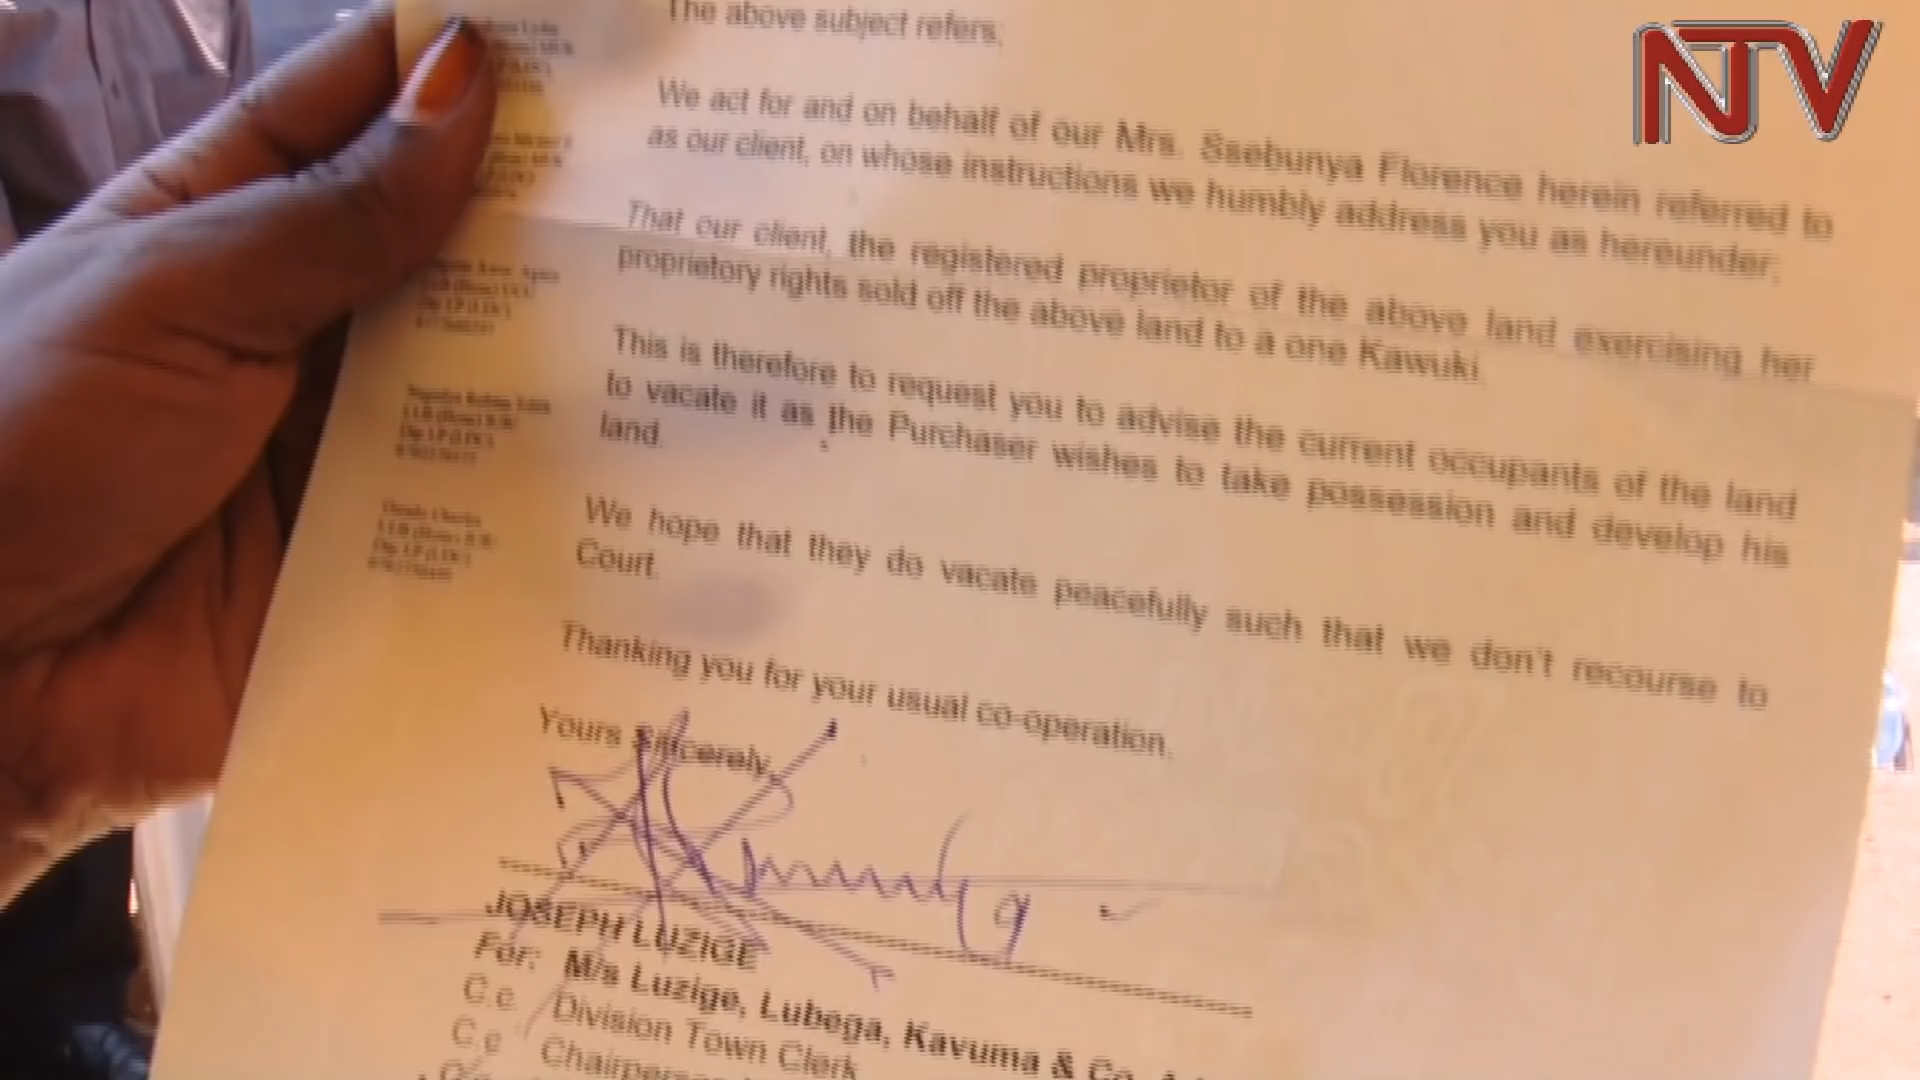 NTV
The above subject refers;
We act for and on behalf of our Mrs. Ssebunya Florence herein referred to
as our client, on whose instructions we humbly address you as hereunder;
That our client, the registered proprietor of the above land exercising her
proprietory rights sold off the above land to a one Kawuki.
This is therefore to request you to advise the current occupants of the land
to vacate it as the Purchaser wishes to take possession and develop his
land.
We hope that they do vacate peacefully such that we don't recourse to
Court.
Thanking you for your usual co-operation.
Yours Sincerely,
JOSEPH LUZIGE
For: M/s Luzige, Lubega, Kavuma & Co.
C.c Division Town Clerk
C.c Chairperson